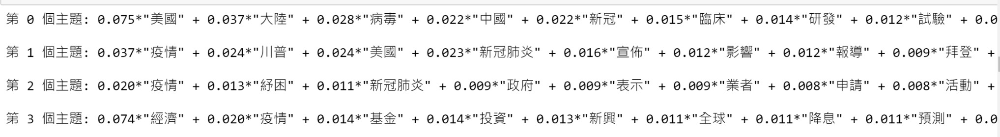 第 0 個主題: 0.075*"美國" + 0.037*"大陸" + 0.028*"病毒" + 0.022*"中國" + 0.022*"新冠" + 0.015*"臨床" + 0.014*"研發" + 0.012*"試驗" + 0.0
第 1 個主題: 0.037*"疫情" + 0.024*"川普" + 0.024*"美國" + 0.023*"新冠肺炎" + 0.016*"宣佈" + 0.012*"影響" + 0.012*"報導" + 0.009*"拜登" +
第 2 個主題: 0.020*"疫情" + 0.013*"紓困" + 0.011*"新冠肺炎" + 0.009*"政府" + 0.009*"表示" + 0.009*"業者" + 0.008*"申請" + 0.008*"活動" +
第 3 個主題: 0.074*"經濟" + 0.020*"疫情" + 0.014*"基金" + 0.014*"投資" + 0.013*"新興" + 0.011*"全球" + 0.011*"降息" + 0.011*"預測" + 0.0